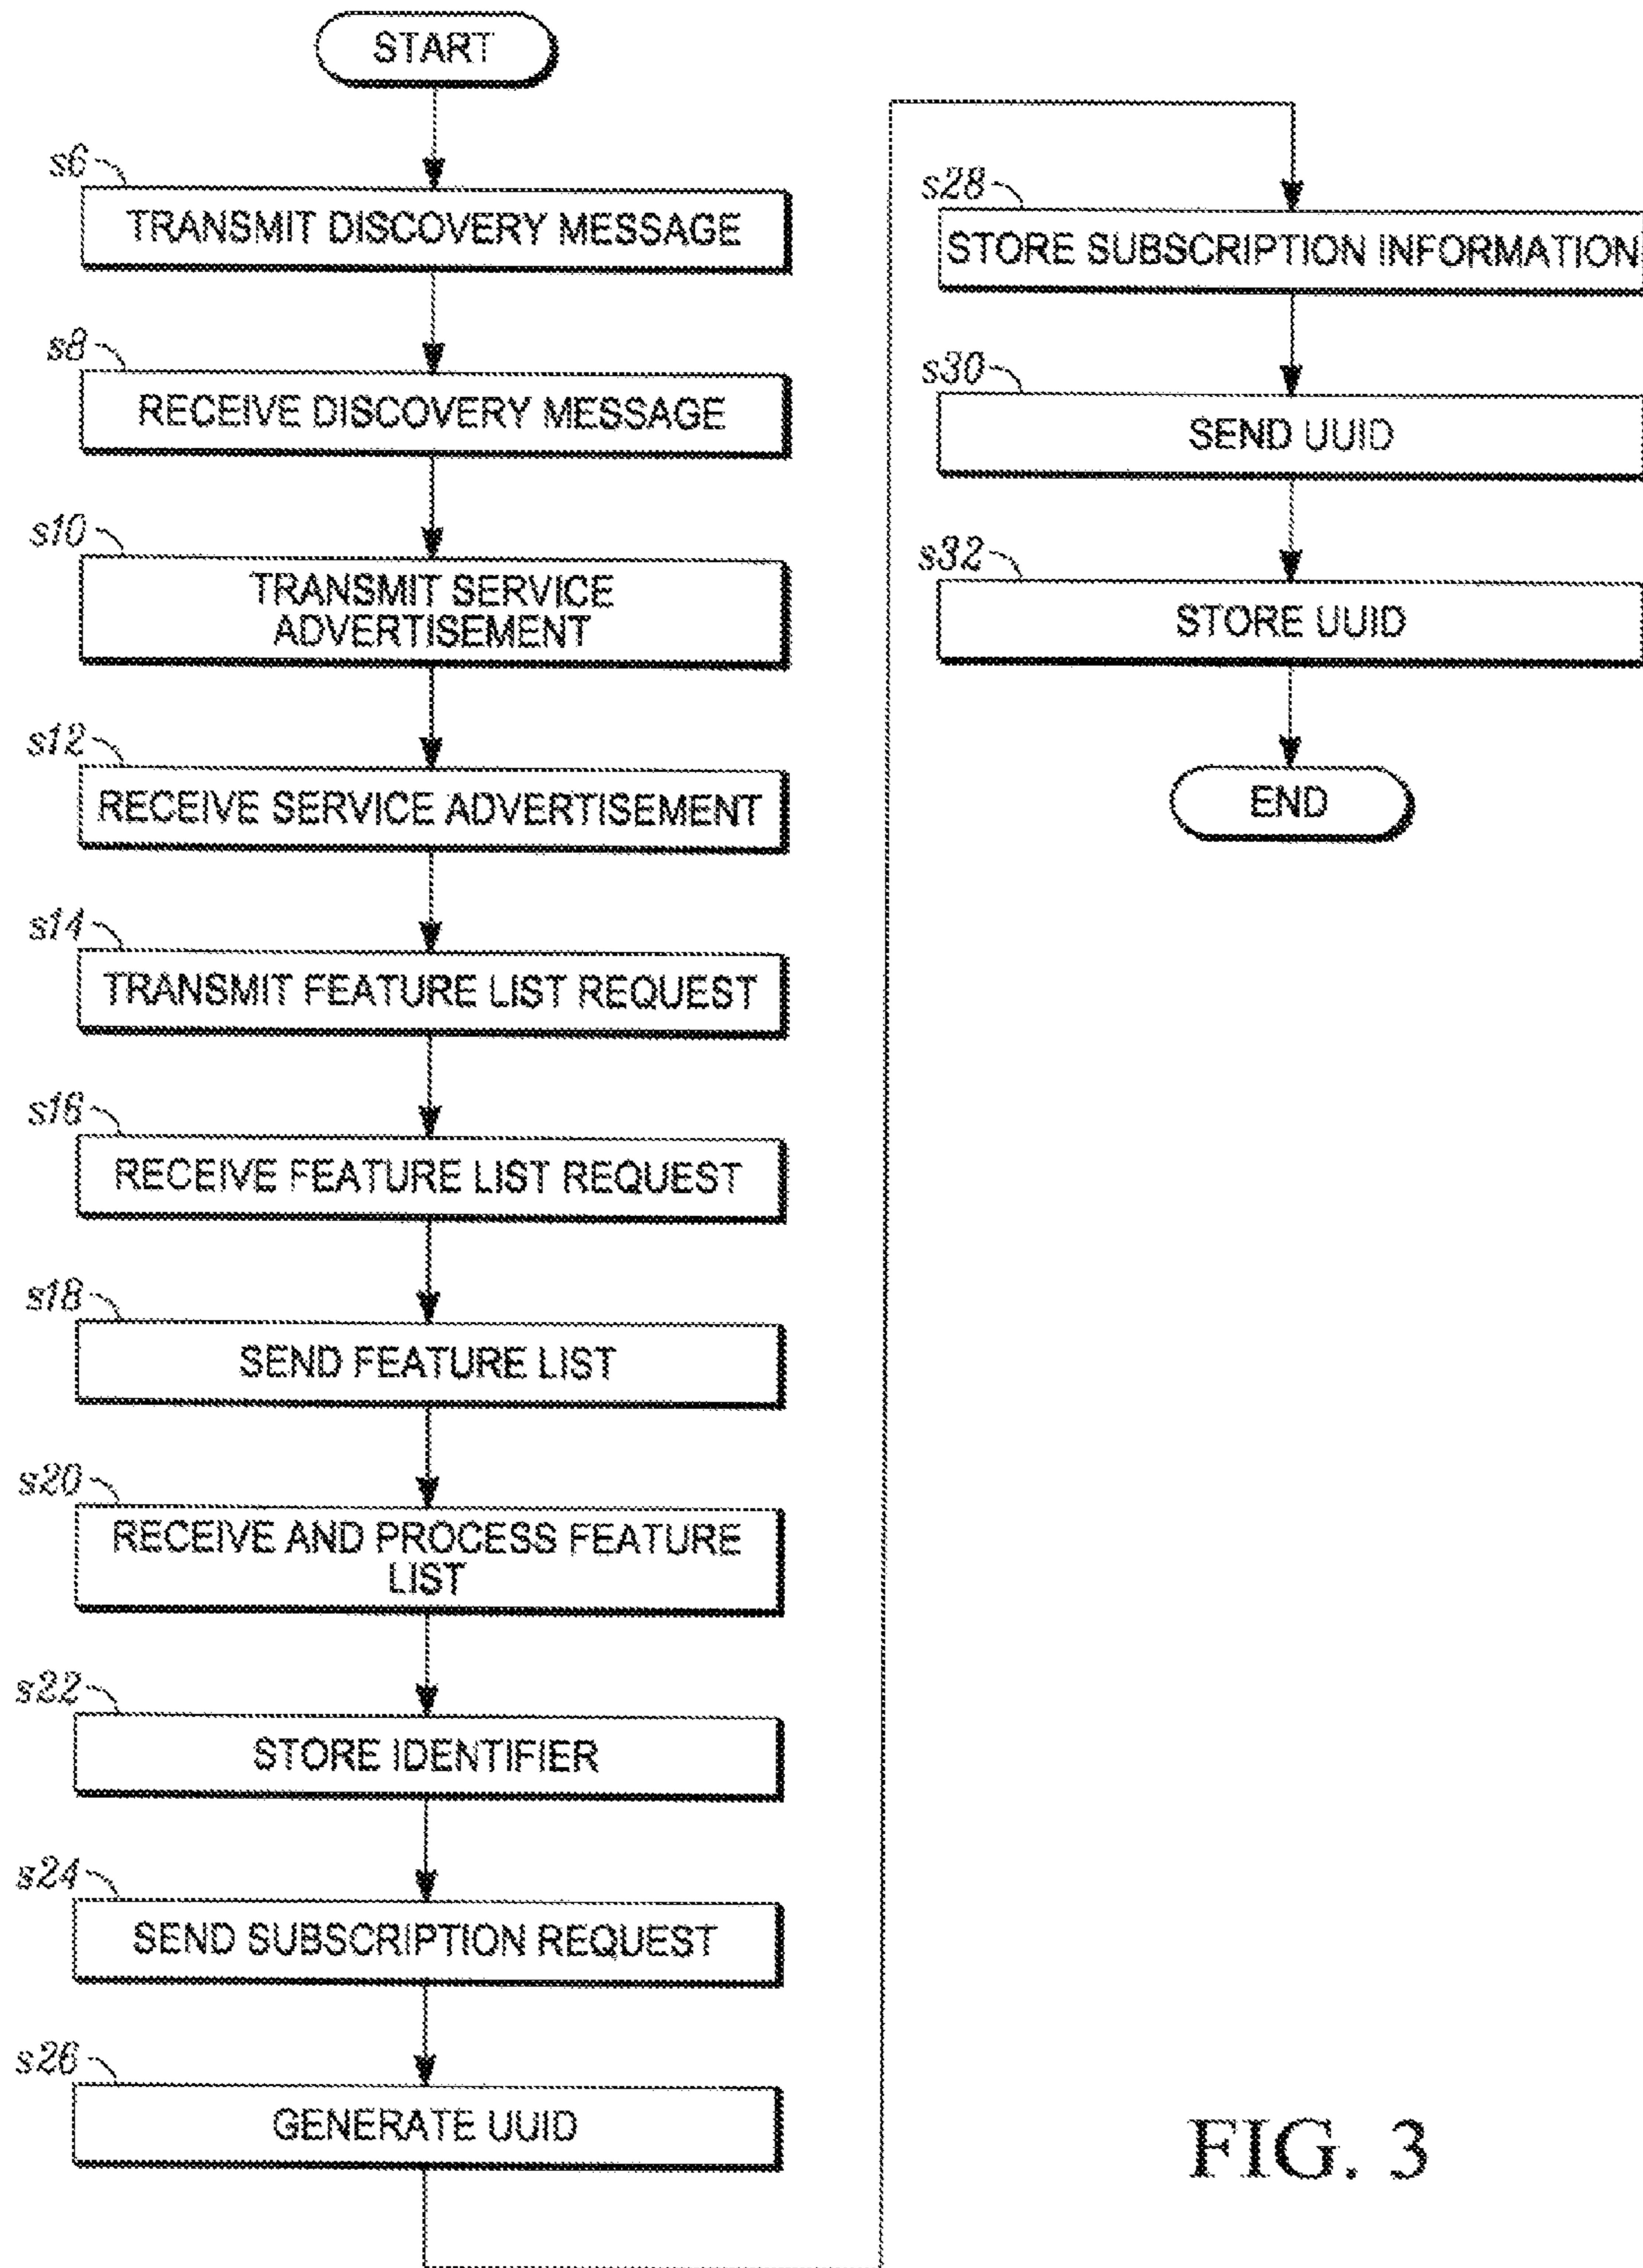 START
s6
TRANSMIT DISCOVERY MESSAGE
s8
RECEIVE DISCOVERY MESSAGE
s10
TRANSMIT SERVICE
ADVERTISEMENT
s12
RECEIVE SERVICE ADVERTISEMENT
s14
TRANSMIT FEATURE LIST REQUEST
s16
RECEIVE FEATURE LIST REQUEST
s18
SEND FEATURE LIST
s20
RECEIVE AND PROCESS FEATURE
LIST
s22
STORE IDENTIFIER
s24
SEND SUBSCRIPTION REQUEST
s26
GENERATE UUID
s28
STORE SUBSCRIPTION INFORMATION
s30
SEND UUID
s32
STORE UUID
END
FIG. 3